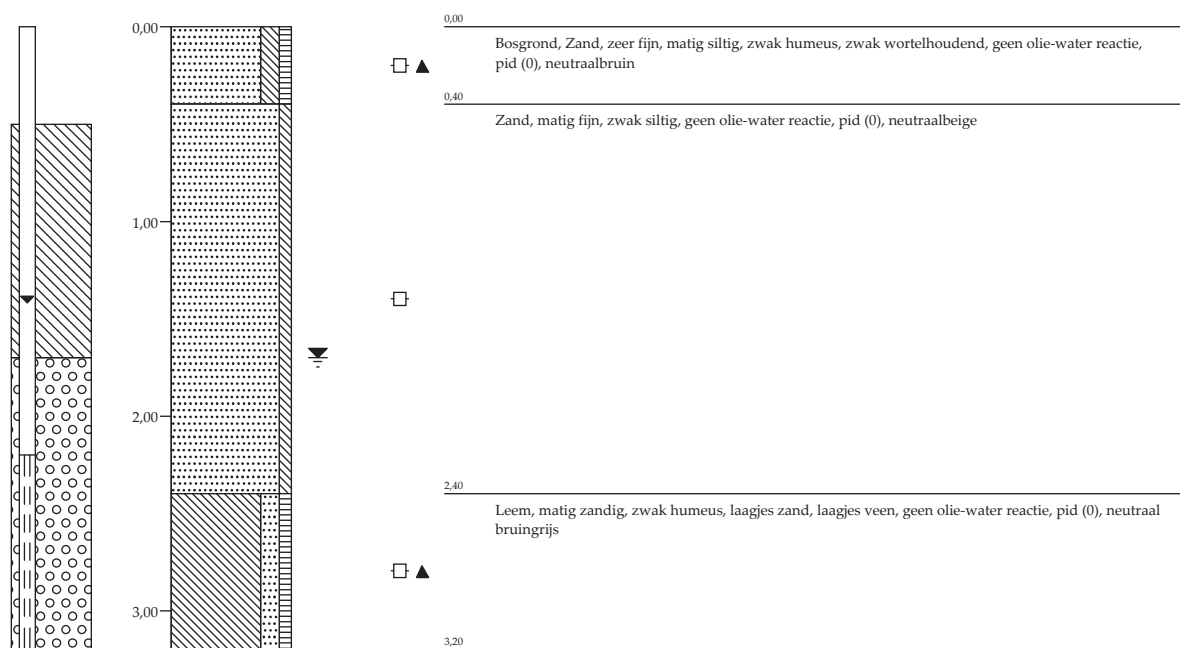 0,00
0,00
Bosgrond, Zand, zeer fijn, matig siltig, zwak humeus, zwak wortelhoudend, geen olie-water reactie,
pid (0), neutraalbruin
0,40
Zand, matig fijn, zwak siltig, geen olie-water reactie, pid (0), neutraalbeige
1,00
2,00
2,40
Leem, matig zandig, zwak humeus, laagjes zand, laagjes veen, geen olie-water reactie, pid (0), neutraal
bruingrijs
3,00
3,20